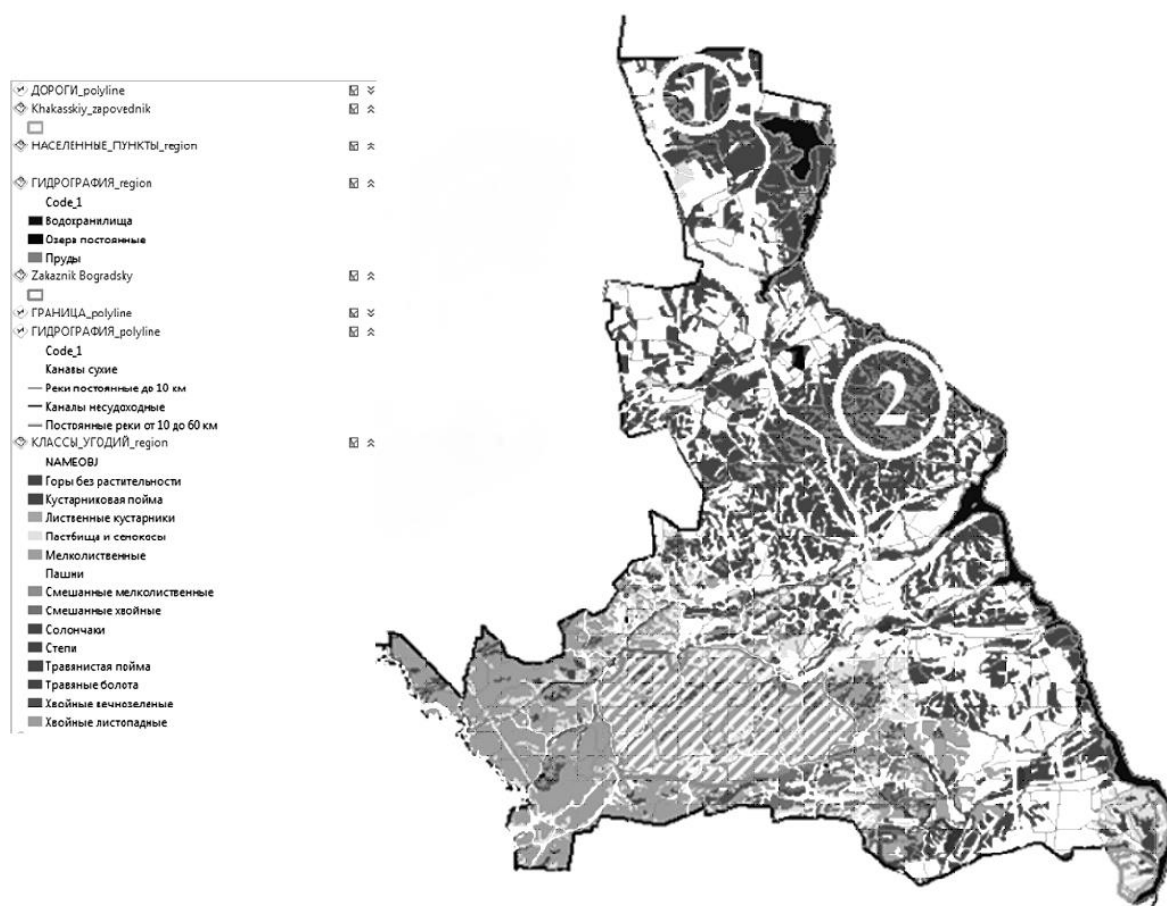 ДОРОГИ_polyline
Khakasskiy_zapovednik
НАСЕЛЕННЫЕ_ПУНКТЫ_region
ГИДРОГРАФИЯ_region
Code_1
Водохранилища
Озера постоянные
Пруды
Zakaznik Bogradsky
ГРАНИЦА_polyline
ГИДРОГРАФИЯ_polyline
Code_1
Канавы сухие
Реки постоянные до 10 км
Каналы несудоходные
Постоянные реки от 10 до 60 км
КЛАССЫ_УГОДИЙ_region
NAMEOBJ
Горы без растительности
Кустарниковая пойма
Лиственные кустарники
Пастбища и сенокосы
Мелколиственные
Пашни
Смешанные мелколиственные
Смешанные хвойные
Солончаки
Степи
Травянистая пойма
Травяные болота
Хвойные вечнозеленые
Хвойные листопадные
1
2